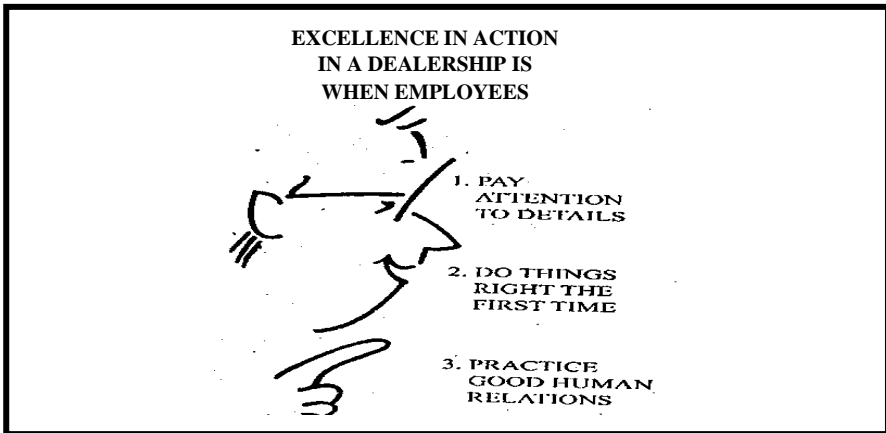 EXCELLENCE IN ACTION
IN A DEALERSHIP IS
WHEN EMPLOYEES
1. PAY
ATTENTION
TO DETAILS
2. DO THINGS
RIGHT THE
FIRST TIME
3. PRACTICE
GOOD HUMAN
RELATIONS